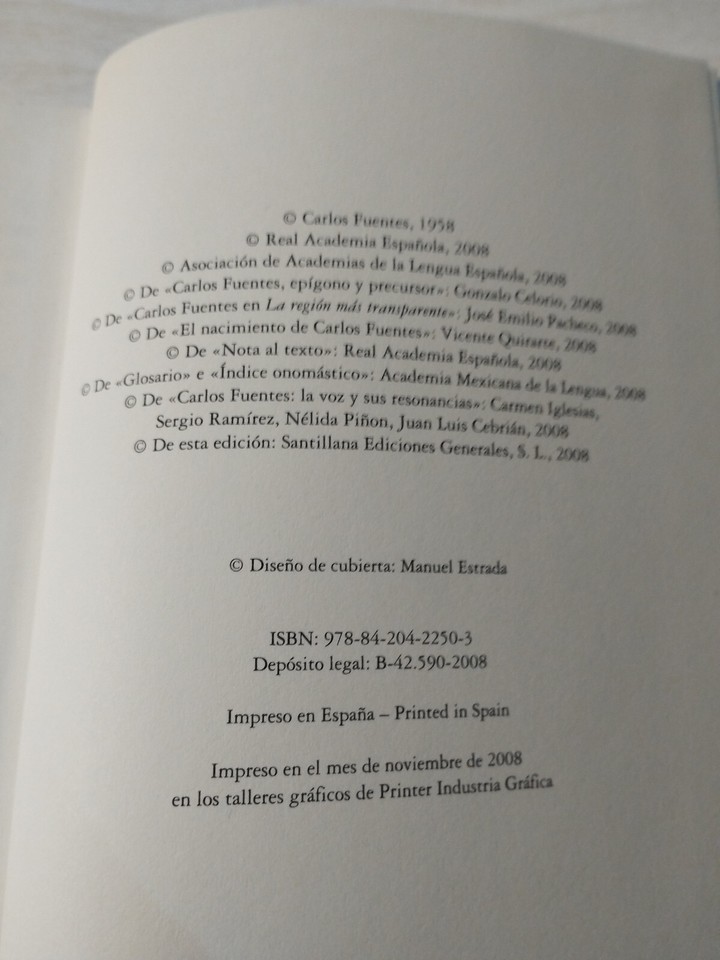 © Carlos Fuentes, 1958
© Real Academia Española, 2008
© Asociación de Academias de la Lengua Española, 2008
© De «Carlos Fuentes, epígono y precursor»: Gonzalo Celorio, 2008
© De «Carlos Fuentes en La región más transparente»: José Emilio Pacheco, 2008
© De «El nacimiento de Carlos Fuentes»: Vicente Quirarte, 2008
© De «Nota al texto»: Real Academia Española, 2008
© De «Glosario» e «Índice onomástico»: Academia Mexicana de la Lengua, 2008
© De «Carlos Fuentes: la voz y sus resonancias»: Carmen Iglesias,
Sergio Ramírez, Nélida Piñon, Juan Luis Cebrián, 2008
© De esta edición: Santillana Ediciones Generales, S. L., 2008
© Diseño de cubierta: Manuel Estrada
ISBN: 978-84-204-2250-3
Depósito legal: B-42.590-2008
Impreso en España – Printed in Spain
Impreso en el mes de noviembre de 2008
en los talleres gráficos de Printer Industria Gráfica